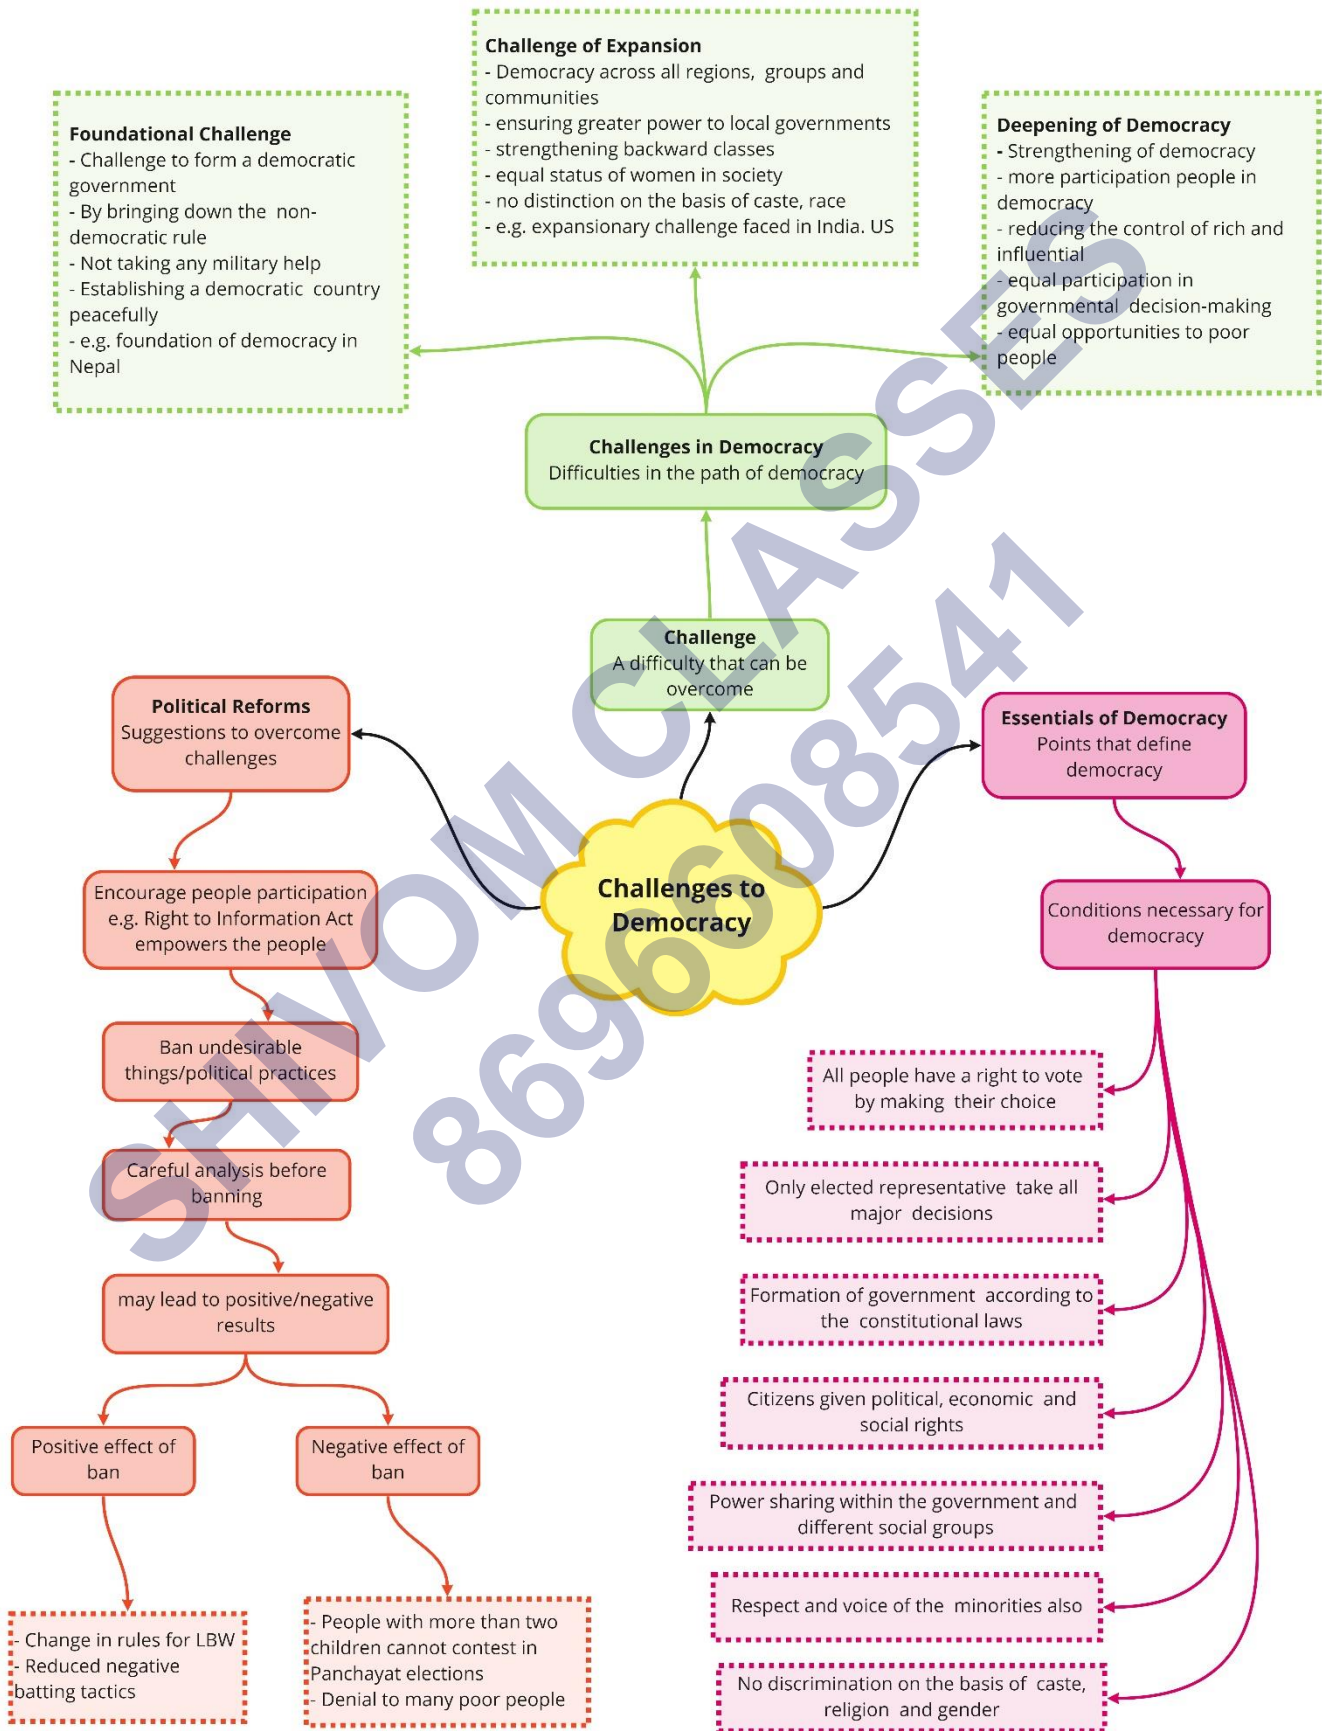 Challenge of Expansion
- Democracy across all regions, groups and
communities
- ensuring greater power to local governments
- strengthening backward classes
- equal status of women in society
- no distinction on the basis of caste, race
- e.g. expansionary challenge faced in India. US
Foundational Challenge
- Challenge to form a democratic
government
- By bringing down the non-
democratic rule
- Not taking any military help
- Establishing a democratic country
peacefully
- e.g. foundation of democracy in
Nepal
Deepening of Democracy
- Strengthening of democracy
- more participation people in
democracy
- reducing the control of rich and
influential
- equal participation in
governmental decision-making
- equal opportunities to poor
people
Challenges in Democracy
Difficulties in the path of democracy
Challenge
A difficulty that can be
overcome
Political Reforms
Suggestions to overcome
challenges
Essentials of Democracy
Points that define
democracy
Challenges to
Democracy
Encourage people participation
e.g. Right to Information Act
empowers the people
Ban undesirable
things/political practices
Careful analysis before
banning
may lead to positive/negative
results
Positive effect of
ban
Negative effect of
ban
- Change in rules for LBW
- Reduced negative
batting tactics
- People with more than two
children cannot contest in
Panchayat elections
- Denial to many poor people
Conditions necessary for
democracy
All people have a right to vote
by making their choice
Only elected representative take all
major decisions
Formation of government according to
the constitutional laws
Citizens given political, economic and
social rights
Power sharing within the government and
different social groups
Respect and voice of the minorities also
No discrimination on the basis of caste,
religion and gender
SHIVOM CLASSES
8696608541